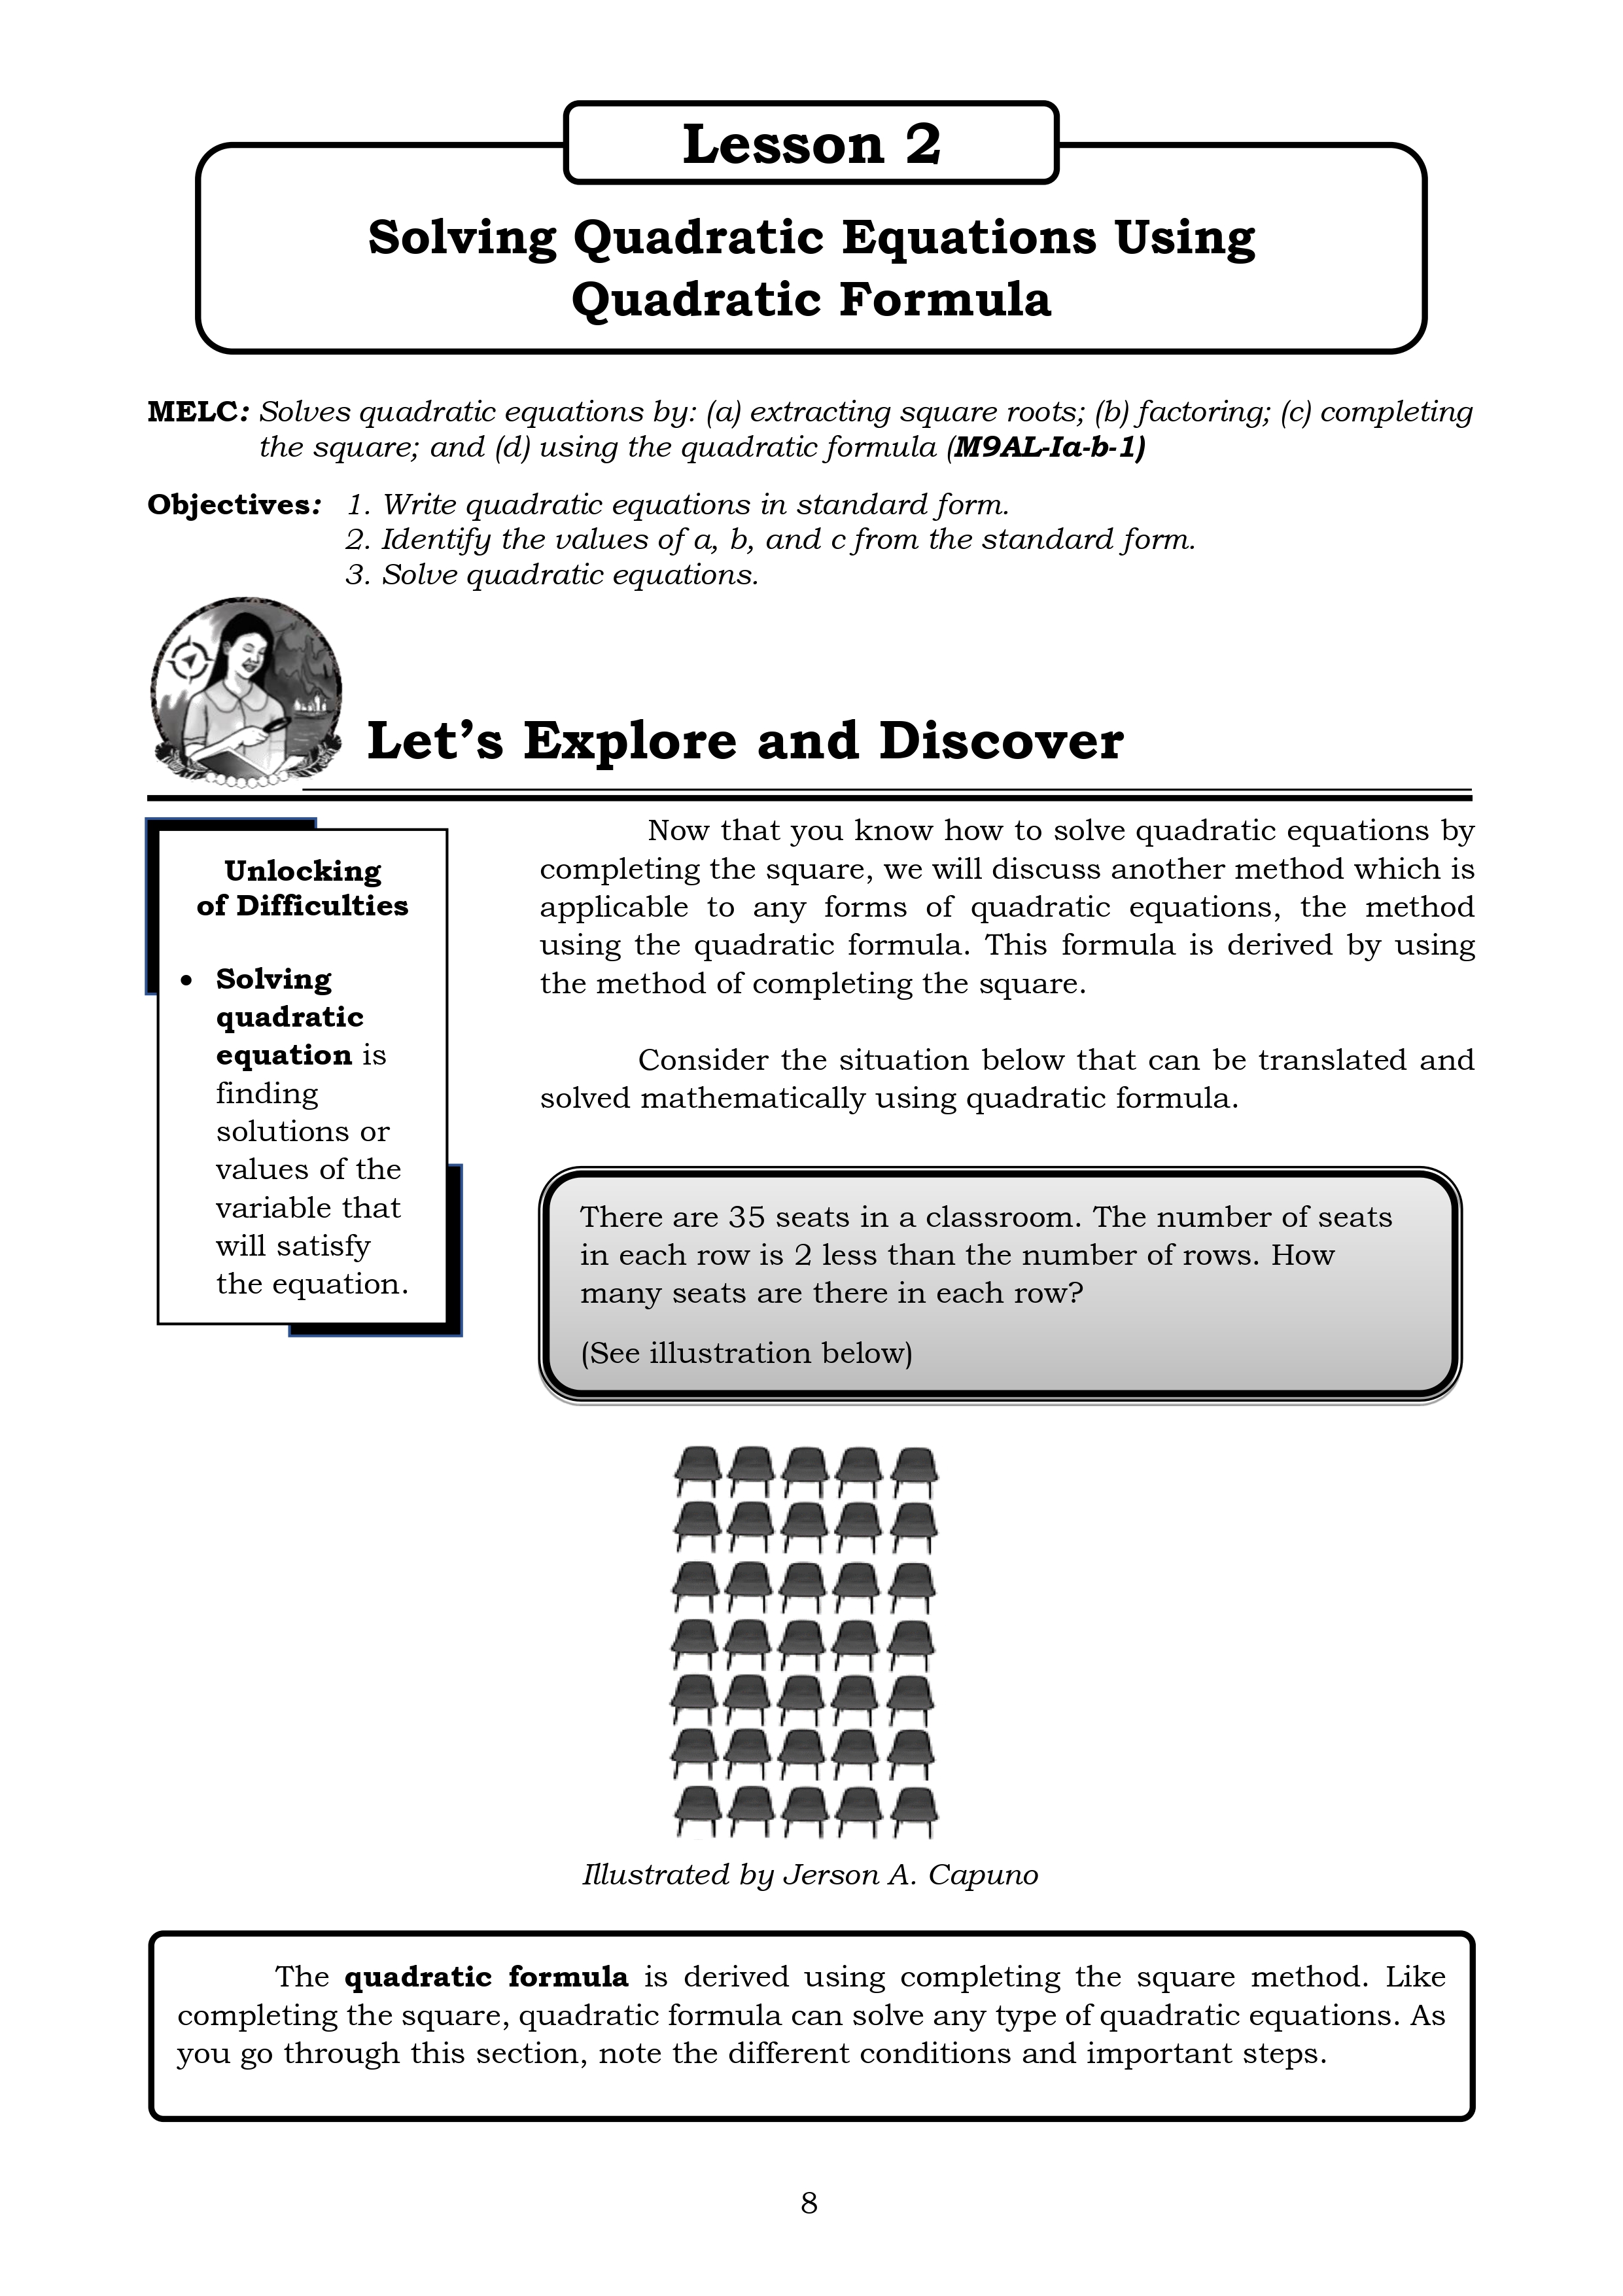 Lesson 2
Solving Quadratic Equations Using
Quadratic Formula
MELC: Solves quadratic equations by: (a) extracting square roots; (b) factoring; (c) completing
the square; and (d) using the quadratic formula (M9AL-Ia-b-1)
Objectives: 1. Write quadratic equations in standard form.
2. Identify the values of a, b, and c from the standard form.
3. Solve quadratic equations.
Let’s Explore and Discover
Unlocking
of Difficulties
• Solving
quadratic
equation is
finding
solutions or
values of the
variable that
will satisfy
the equation.
Now that you know how to solve quadratic equations by
completing the square, we will discuss another method which is
applicable to any forms of quadratic equations, the method
using the quadratic formula. This formula is derived by using
the method of completing the square.
Consider the situation below that can be translated and
solved mathematically using quadratic formula.
There are 35 seats in a classroom. The number of seats
in each row is 2 less than the number of rows. How
many seats are there in each row?
(See illustration below)
Illustrated by Jerson A. Capuno
The quadratic formula is derived using completing the square method. Like
completing the square, quadratic formula can solve any type of quadratic equations. As
you go through this section, note the different conditions and important steps.
8